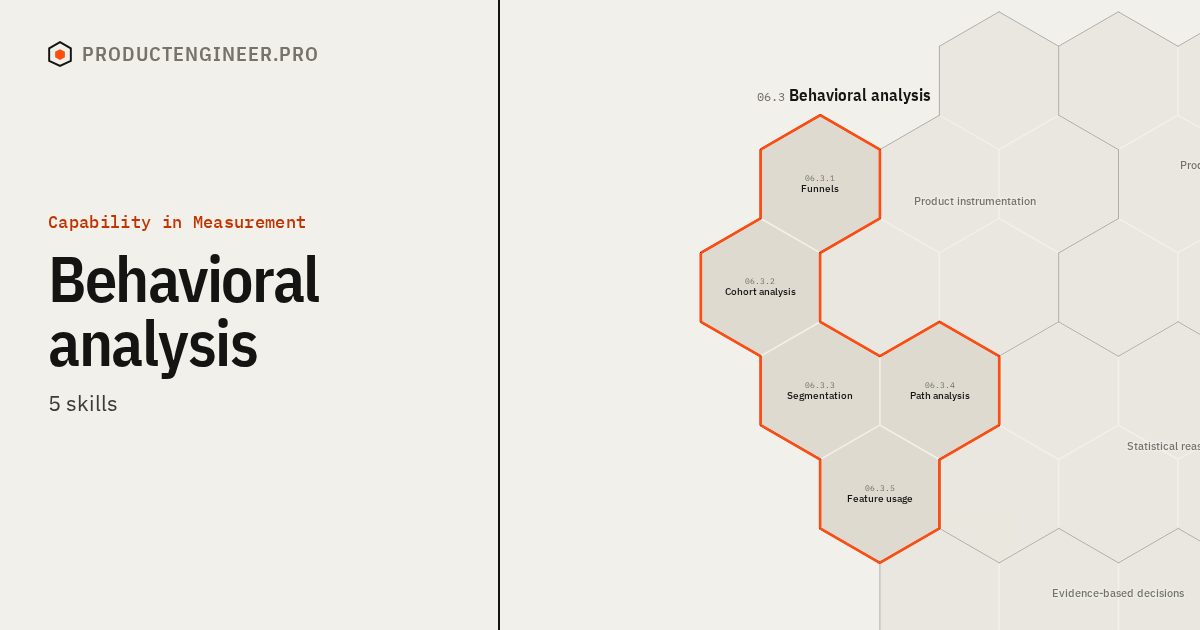 PRODUCTENGINEER.PRO
Capability in Measurement
Behavioral
analysis
5 skills
06.3 Behavioral analysis
06.3.1
Funnels
Product instrumentation
06.3.2
Cohort analysis
06.3.3
Segmentation
06.3.4
Path analysis
06.3.5
Feature usage
Evidence-based decisions
Statistical